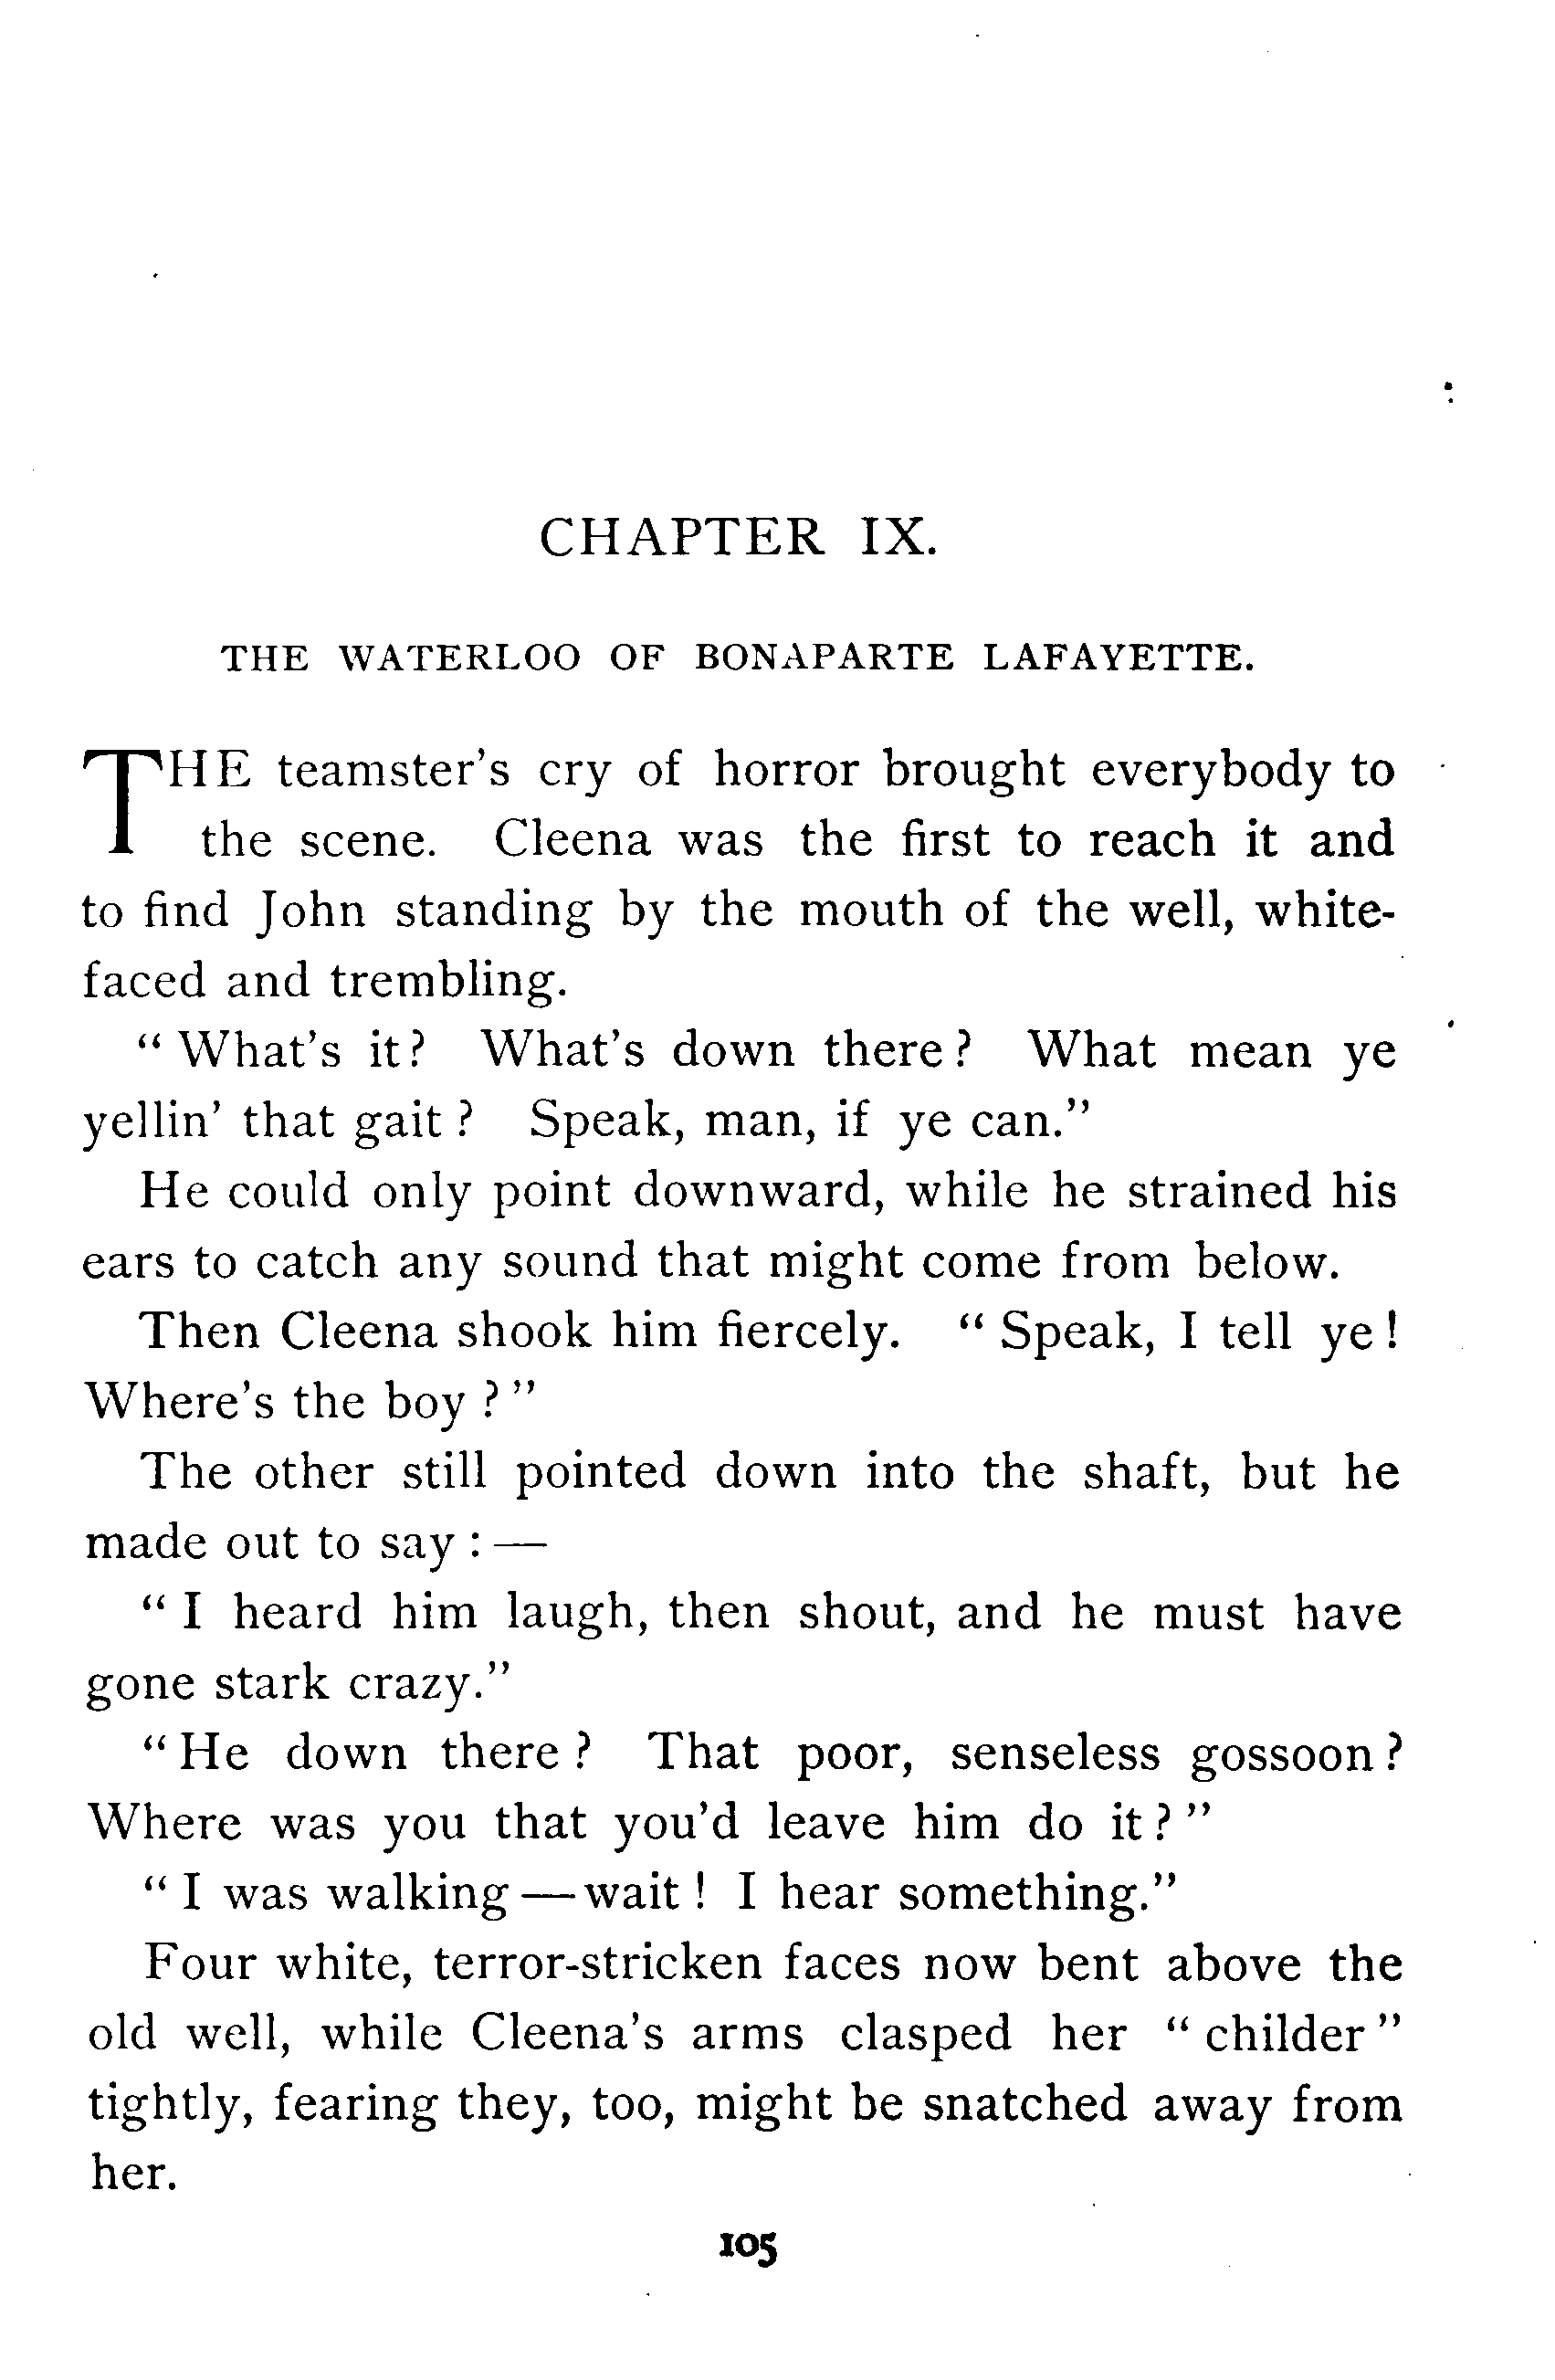 CHAPTER IX.
THE WATERLOO OF BONAPARTE LAFAYETTE.
THE teamster's cry of horror brought everybody to
the scene. Cleena was the first to reach it and
to find John standing by the mouth of the well, white-
faced and trembling.
“ What's it? What's down there? What mean ye
yellin' that gait ? Speak, man, if ye can.”
He could only point downward, while he strained his
ears to catch any sound that might come from below.
Then Cleena shook him fiercely. “ Speak, I tell ye!
Where's the boy ? ”
The other still pointed down into the shaft, but he
made out to say : —
“ I heard him laugh, then shout, and he must have
gone stark crazy.”
“ He down there ? That poor, senseless gossoon ?
Where was you that you'd leave him do it ? ”
“ I was walking — wait ! I hear something.”
Four white, terror-stricken faces now bent above the
old well, while Cleena's arms clasped her “ childer ”
tightly, fearing they, too, might be snatched away from
her.
105